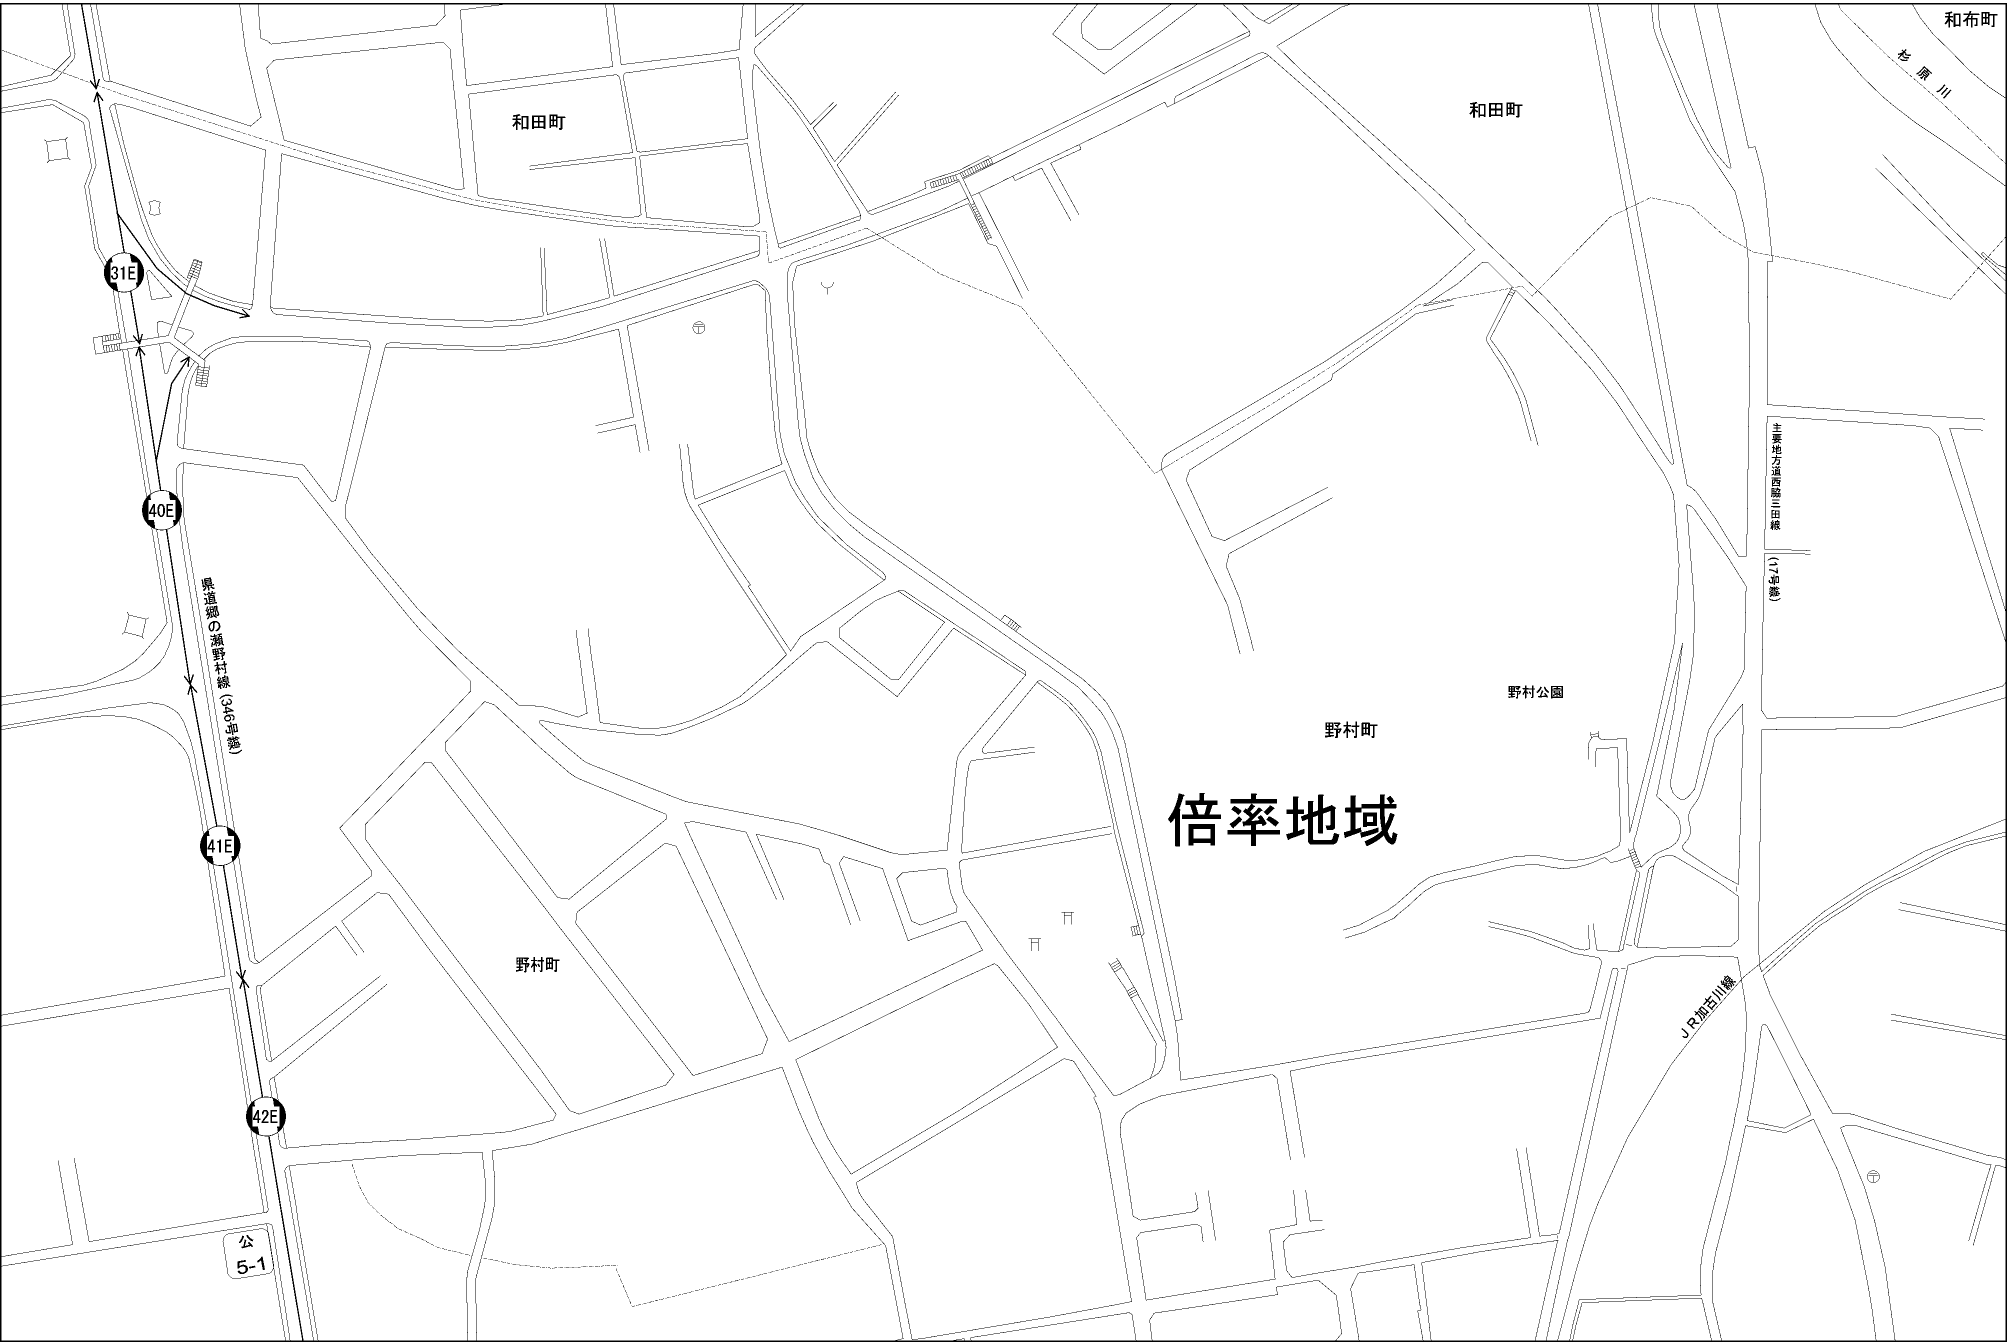 和布町
杉原川
和田町
和田町
31E
主要地方道西脇三田線
(17号線)
40E
県道郷の瀬野村線 (346号線)
野村公園
野村町
倍率地域
41E
野村町
JR加古川線
42E
公
5-1